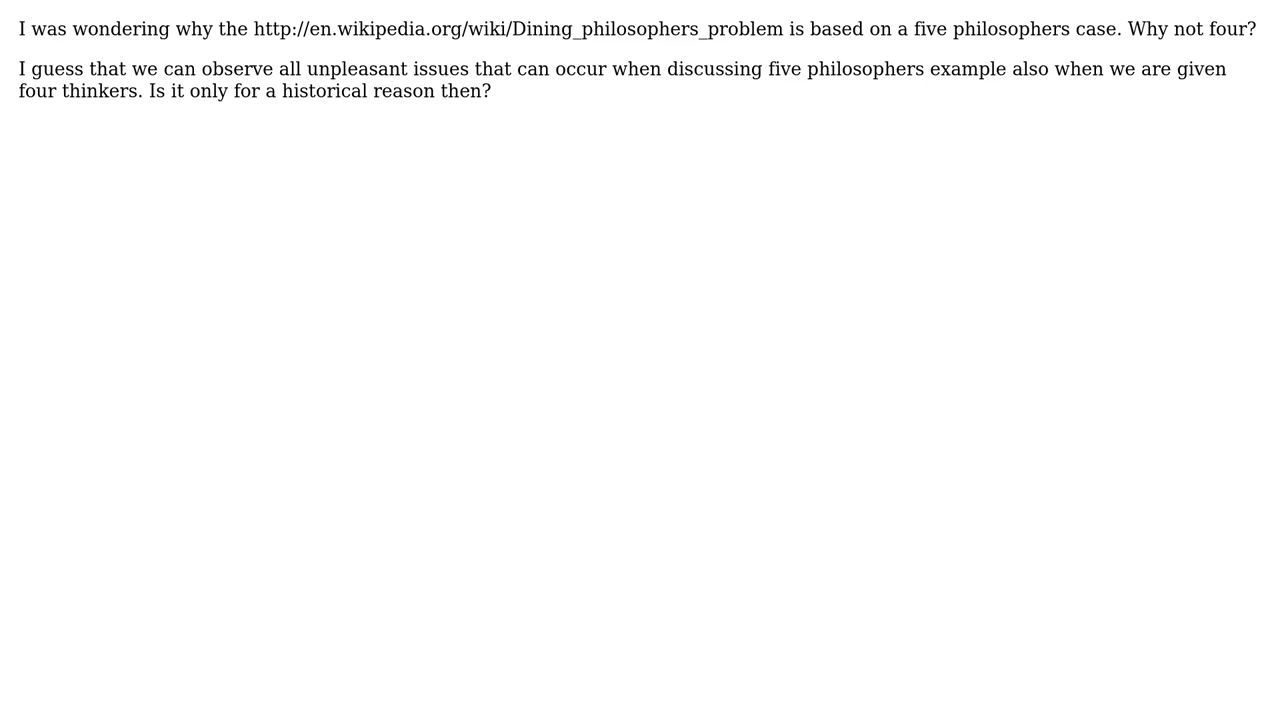 I was wondering why the http://en.wikipedia.org/wiki/Dining_philosophers_problem is based on a five philosophers case. Why not four?
I guess that we can observe all unpleasant issues that can occur when discussing five philosophers example also when we are given
four thinkers. Is it only for a historical reason then?